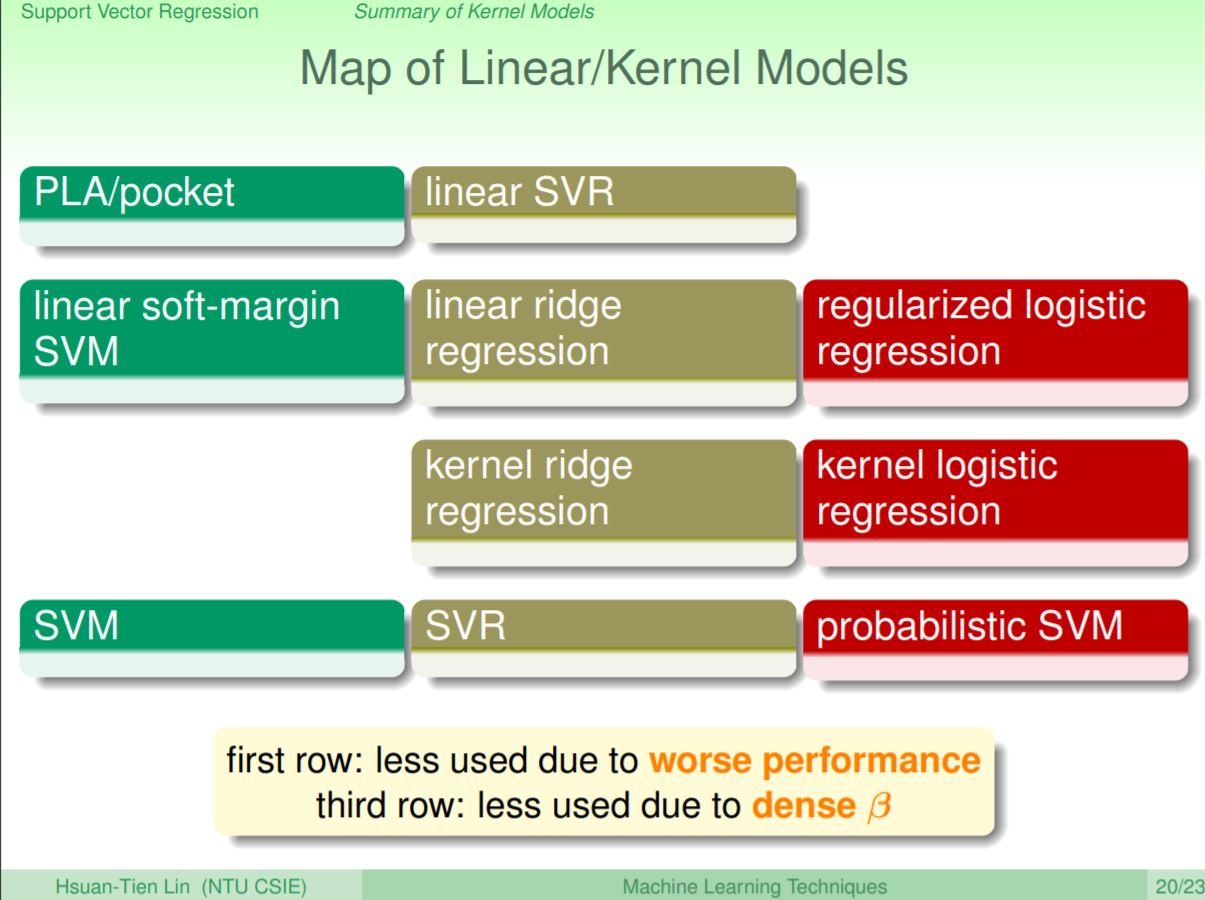 Support Vector Regression
Summary of Kernel Models
Map of Linear/Kernel Models
PLA/pocket
linear SVR
linear soft-margin
SVM
linear ridge
regression
regularized logistic
regression
kernel ridge
regression
kernel logistic
regression
SVM
SVR
probabilistic SVM
first row: less used due to worse performance
third row: less used due to dense β
Hsuan-Tien Lin (NTU CSIE)
Machine Learning Techniques
20/23